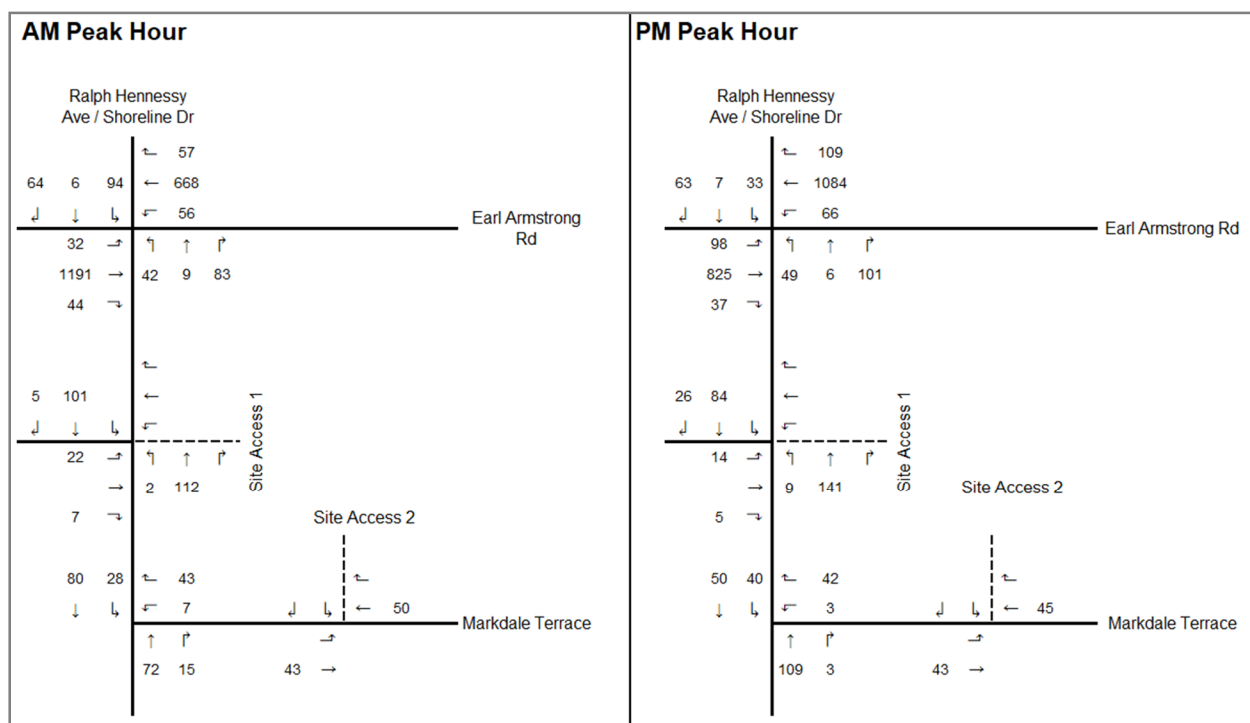 AM Peak Hour
Ralph Hennessy
Ave / Shoreline Dr
57
64 6 94 668
56
Earl Armstrong
Rd
32
1191 42 9 83
44
5 101
Site Access 1
22
2 112
7
Site Access 2
80 28 43
7 50
Markdale Terrace
72 15 43
PM Peak Hour
Ralph Hennessy
Ave / Shoreline Dr
109
63 7 33 1084
66
Earl Armstrong Rd
98
825 49 6 101
37
26 84
Site Access 1
14
9 141
5
Site Access 2
50 40 42
3 45
Markdale Terrace
109 3 43